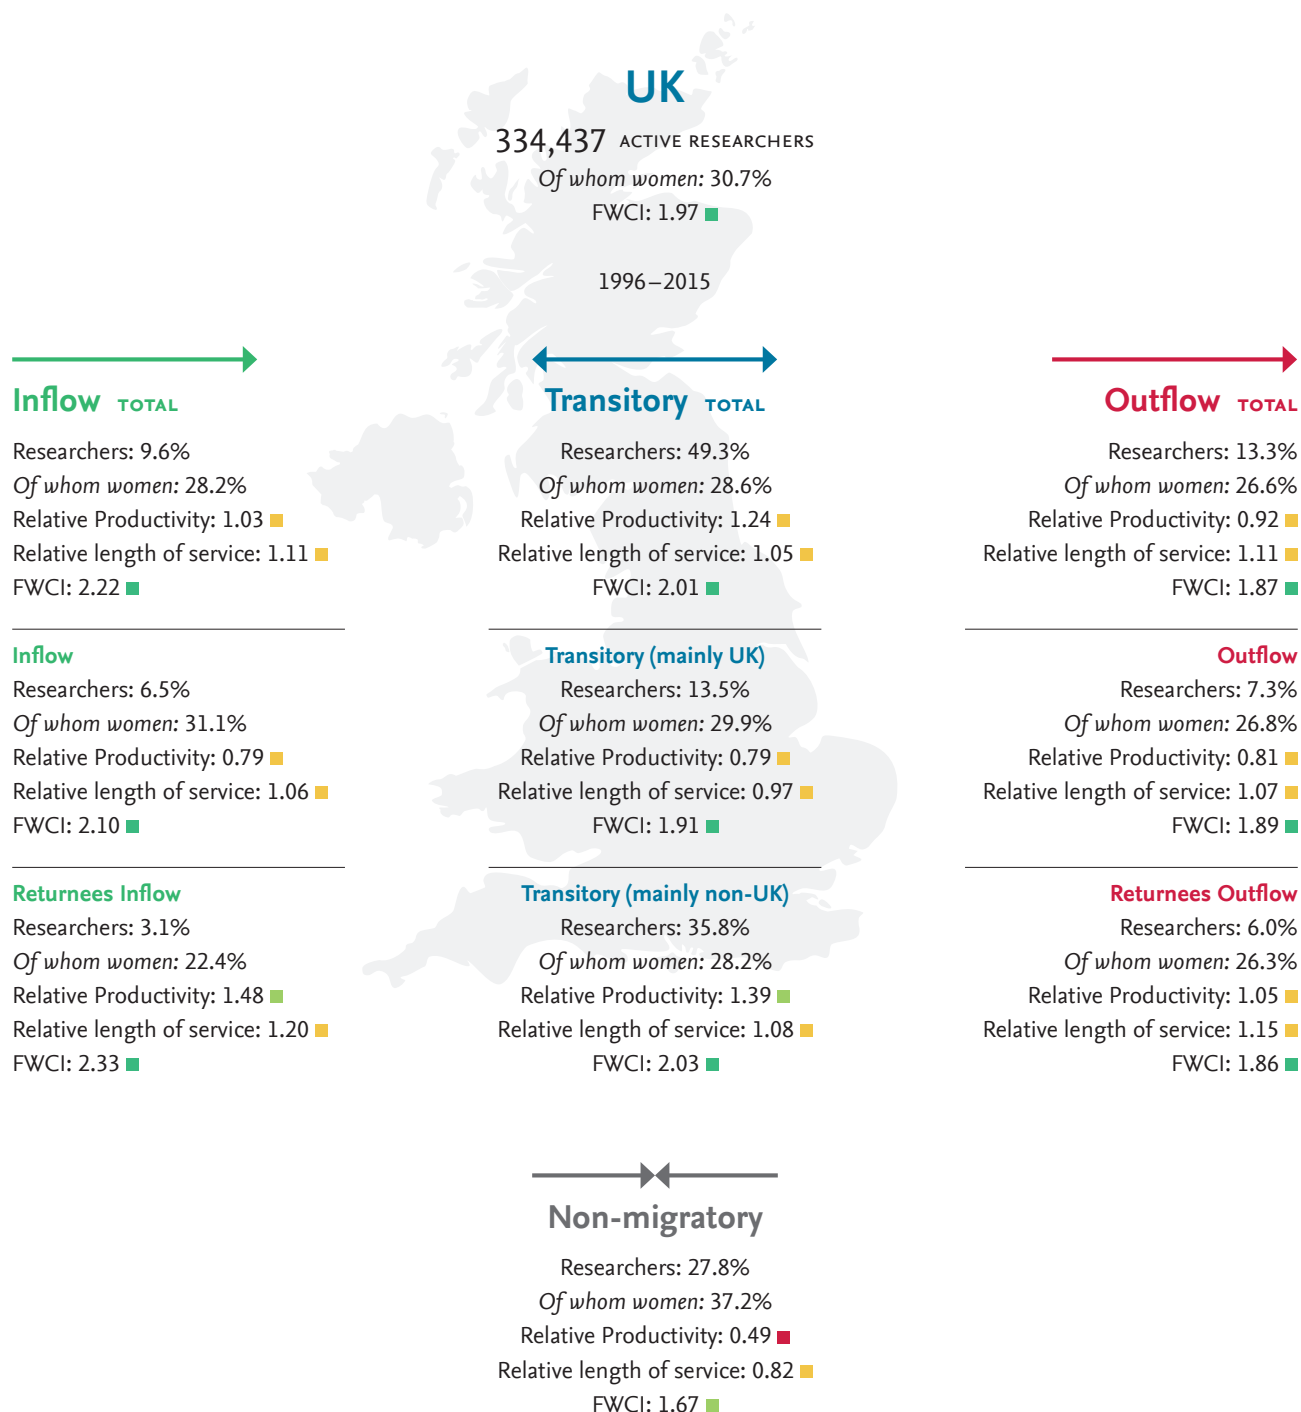 UK
334,437 ACTIVE RESEARCHERS
Of whom women: 30.7%
FWCI: 1.97
1996–2015
Inflow TOTAL
Researchers: 9.6%
Of whom women: 28.2%
Relative Productivity: 1.03
Relative length of service: 1.11
FWCI: 2.22
Inflow
Researchers: 6.5%
Of whom women: 31.1%
Relative Productivity: 0.79
Relative length of service: 1.06
FWCI: 2.10
Returnees Inflow
Researchers: 3.1%
Of whom women: 22.4%
Relative Productivity: 1.48
Relative length of service: 1.20
FWCI: 2.33
Transitory TOTAL
Researchers: 49.3%
Of whom women: 28.6%
Relative Productivity: 1.24
Relative length of service: 1.05
FWCI: 2.01
Transitory (mainly UK)
Researchers: 13.5%
Of whom women: 29.9%
Relative Productivity: 0.79
Relative length of service: 0.97
FWCI: 1.91
Transitory (mainly non-UK)
Researchers: 35.8%
Of whom women: 28.2%
Relative Productivity: 1.39
Relative length of service: 1.08
FWCI: 2.03
Outflow TOTAL
Researchers: 13.3%
Of whom women: 26.6%
Relative Productivity: 0.92
Relative length of service: 1.11
FWCI: 1.87
Outflow
Researchers: 7.3%
Of whom women: 26.8%
Relative Productivity: 0.81
Relative length of service: 1.07
FWCI: 1.89
Returnees Outflow
Researchers: 6.0%
Of whom women: 26.3%
Relative Productivity: 1.05
Relative length of service: 1.15
FWCI: 1.86
Non-migratory
Researchers: 27.8%
Of whom women: 37.2%
Relative Productivity: 0.49
Relative length of service: 0.82
FWCI: 1.67